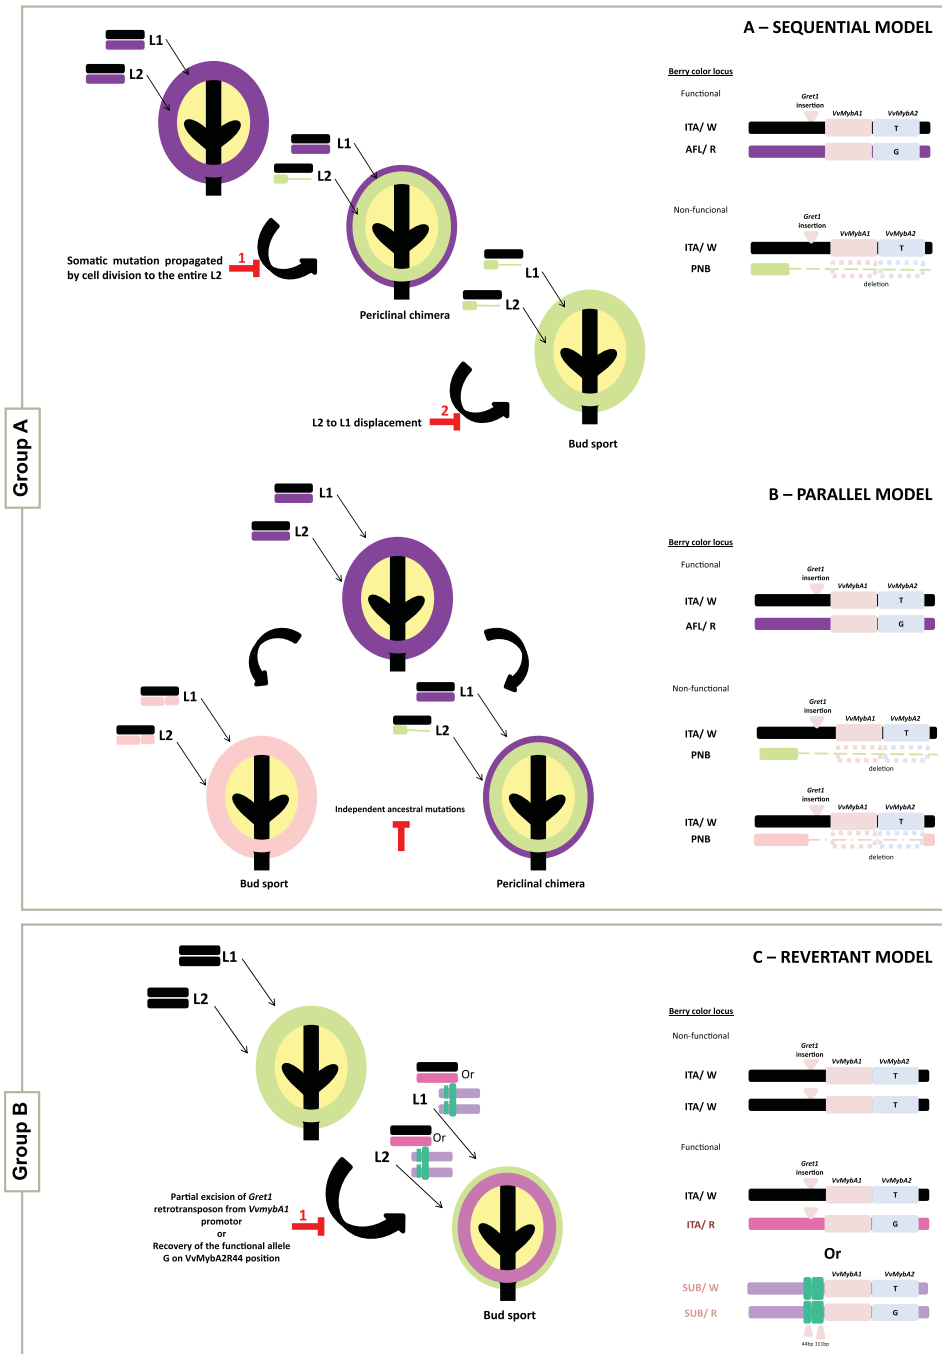 Group A
A – SEQUENTIAL MODEL
L1
L2
L1
L2
Somatic mutation propagated
by cell division to the entire L2
1
Periclinal chimera
L1
L2
L2 to L1 displacement
2
Bud sport
Berry color locus
Functional
Gret1
insertion
VvMybA1
VvMybA2
ITA/ W
T
AFL/ R
G
Non-funcional
Gret1
insertion
VvMybA1
VvMybA2
ITA/ W
T
PNB
deletion
B – PARALLEL MODEL
L1
L2
L1
L2
L1
L2
Independent ancestral mutations
Bud sport
Periclinal chimera
Berry color locus
Functional
Gret1
insertion
VvMybA1
VvMybA2
ITA/ W
T
AFL/ R
G
Non-functional
Gret1
insertion
VvMybA1
VvMybA2
ITA/ W
T
PNB
deletion
Gret1
insertion
VvMybA1
VvMybA2
ITA/ W
T
PNB
deletion
Group B
C – REVERTANT MODEL
L1
L2
Or
L1
Or
L2
Partial excision of Gret1
retrotransposon from VvmybA1
promotor
or
Recovery of the functional allele
G on VvMybA2R44 position
1
Bud sport
Berry color locus
Non-functional
Gret1
insertion
VvMybA1
VvMybA2
ITA/ W
T
ITA/ W
T
Functional
Gret1
insertion
VvMybA1
VvMybA2
ITA/ W
T
ITA/ R
G
Or
VvMybA1
VvMybA2
SUB/ W
T
SUB/ R
G
44bp 111bp